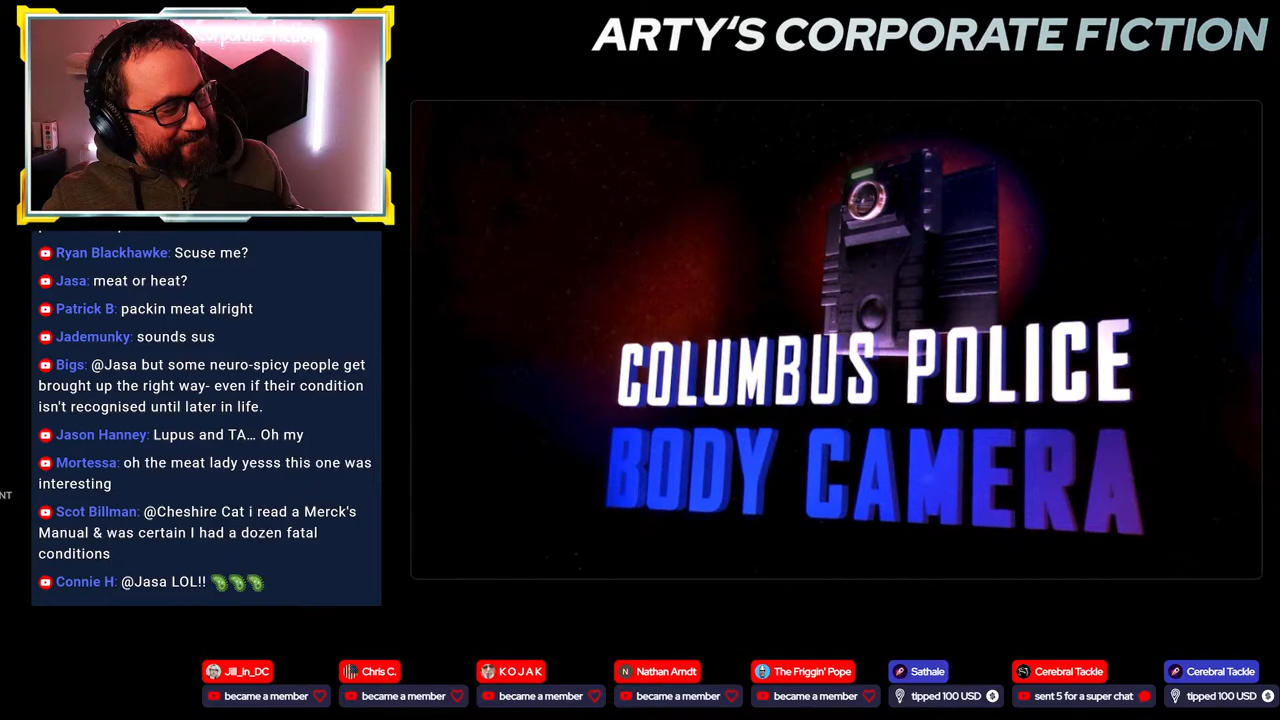 Corporate Fiction
ARTY'S CORPORATE FICTION
COLUMBUS POLICE
BODY CAMERA
Ryan Blackhawke: Scuse me?
Jasa: meat or heat?
Patrick B: packin meat alright
Jademunky: sounds sus
Bigs: @Jasa but some neuro-spicy people get
brought up the right way- even if their condition
isn't recognised until later in life.
Jason Hanney: Lupus and TA... Oh my
Mortessa: oh the meat lady yesss this one was
interesting
Scot Billman: @Cheshire Cat i read a Merck's
Manual & was certain I had a dozen fatal
conditions
Connie H: @Jasa LOL!!
NT
Jill_in_DC
became a member
Chris C.
became a member
K O J A K
became a member
Nathan Arndt
became a member
The Friggin' Pope
became a member
Sathale
tipped 100 USD
Cerebral Tackle
sent 5 for a super chat
Cerebral Tackle
tipped 100 USD